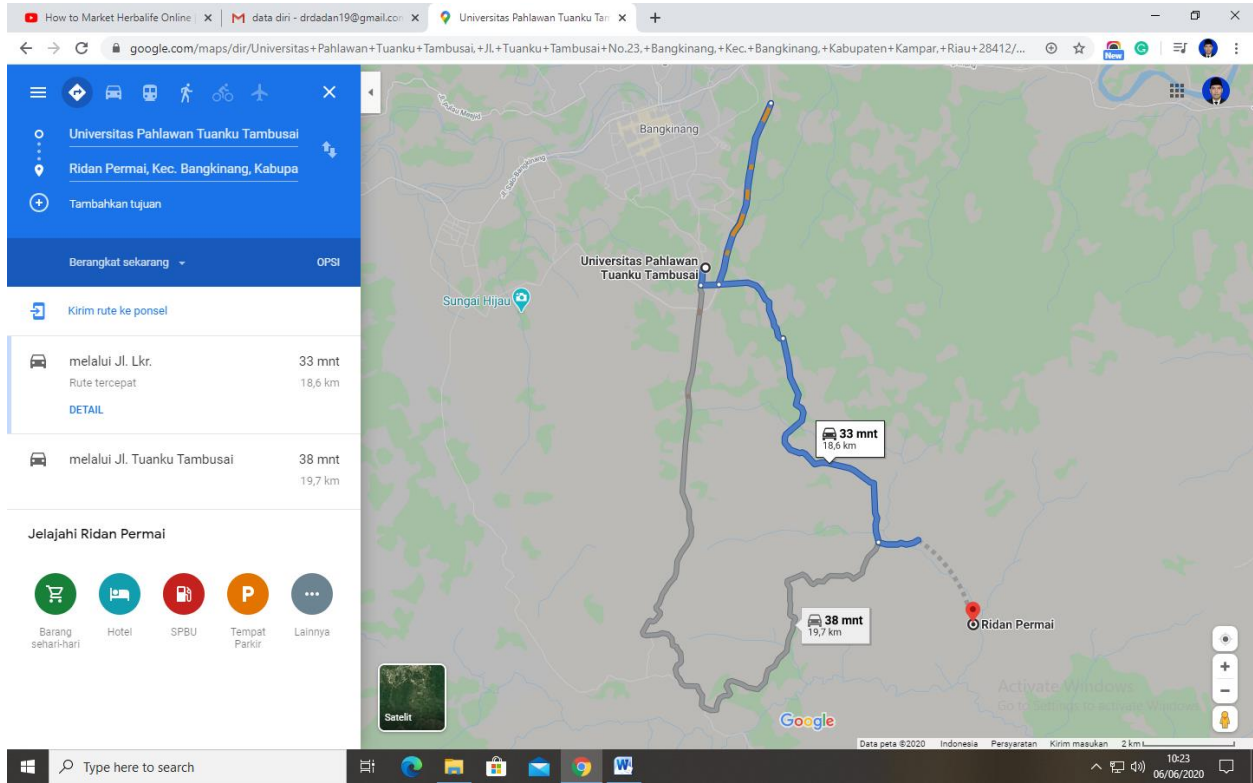 How to Market Herbalife Online
data diri - drdadan19@gmail.con
Universitas Pahlawan Tuanku Tan
google.com/maps/dir/Universitas+Pahlawan+Tuanku+Tambusai,+Jl.+Tuanku+Tambusai+No.23,+Bangkinang,+Kec.+Bangkinang,+Kabupaten+Kampar,+Riau+28412/...
New
Universitas Pahlawan Tuanku Tambusai
Ridan Permai, Kec. Bangkinang, Kabupa
Tambahkan tujuan
Berangkat sekarang
OPSI
Kirim rute ke ponsel
melalui Jl. Lkr.
33 mnt
Rute tercepat
18,6 km
DETAIL
melalui Jl. Tuanku Tambusai
38 mnt
19,7 km
Jelajahi Ridan Permai
Barang
sehari-hari
Hotel
SPBU
P
Tempat
Parkir
Lainnya
Bangkinang
Universitas Pahlawan
Tuanku Tambusai
Sungai Hijau
33 mnt
18,6 km
38 mnt
19,7 km
Ridan Permai
Satelit
Google
Activate Windows
Go to Settings to activate Windows.
Data peta ©2020 Indonesia Persyaratan Kirim masukan 2 km
Type here to search
W
10:23
06/06/2020